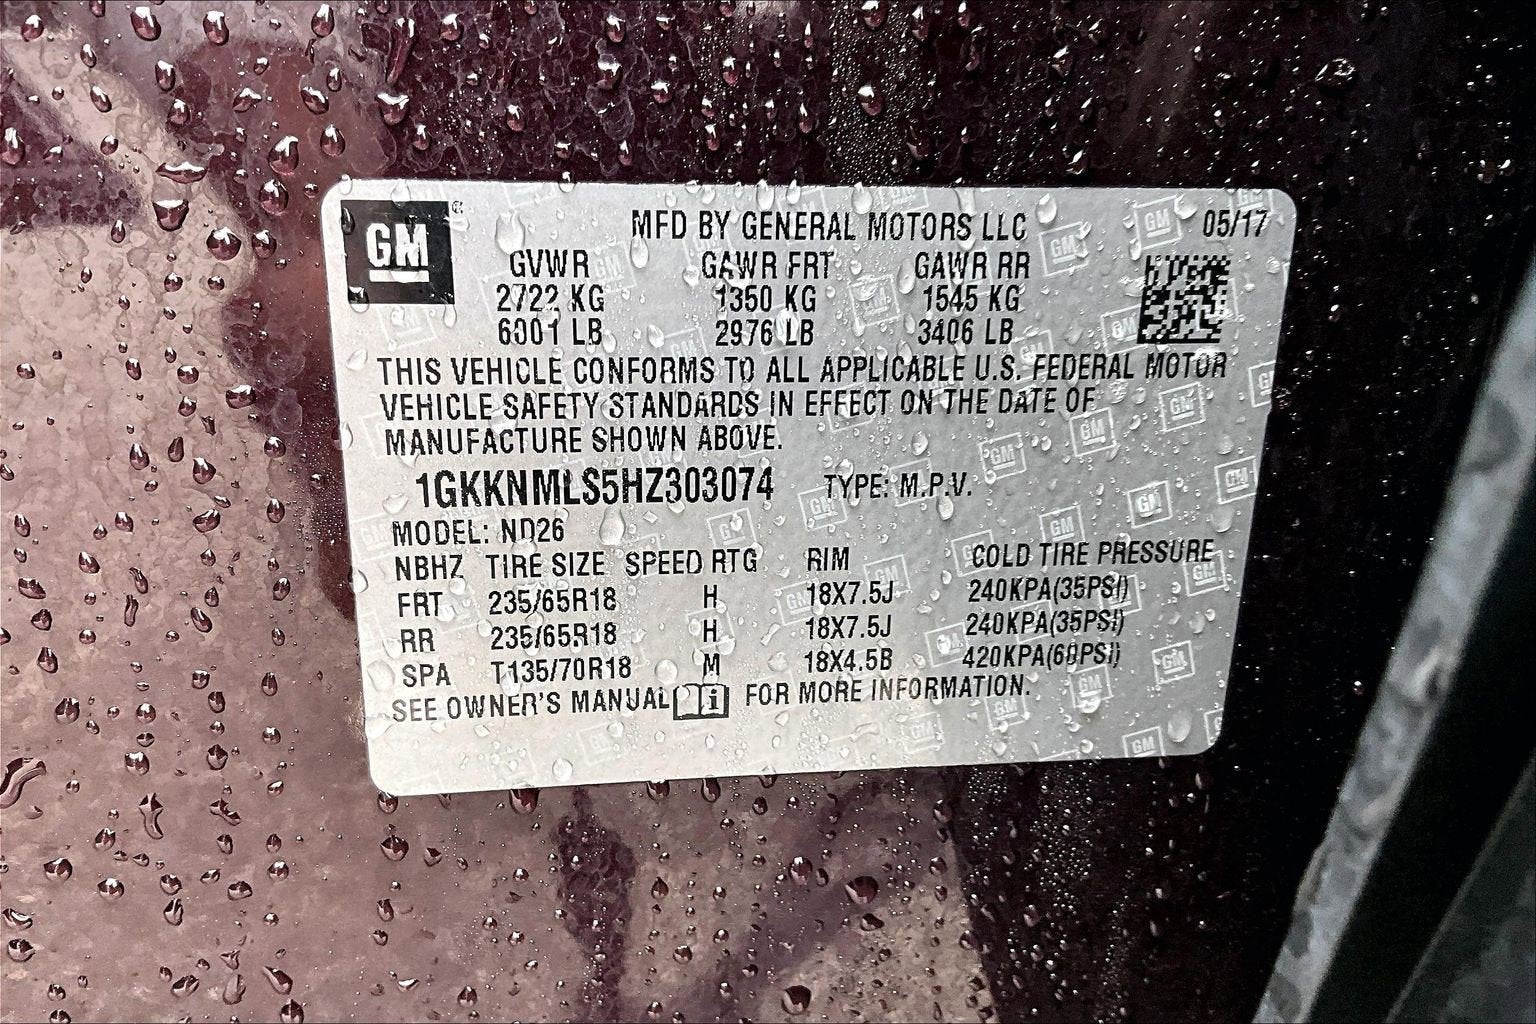 GM MFD BY GENERAL MOTORS LLC 05/17
GVWR GAWR FRT GAWR RR
2722 KG 1350 KG 1545 KG
6001 LB 2976 LB 3406 LB
THIS VEHICLE CONFORMS TO ALL APPLICABLE U.S. FEDERAL MOTOR
VEHICLE SAFETY STANDARDS IN EFFECT ON THE DATE OF
MANUFACTURE SHOWN ABOVE.
1GKKNMLS5HZ303074 TYPE: M.P.V.
MODEL: ND26
NBHZ TIRE SIZE SPEED RTG RIM COLD TIRE PRESSURE
FRT 235/65R18 H 18X7.5J 240KPA(35PSI)
RR 235/65R18 H 18X7.5J 240KPA(35PSI)
SPA T135/70R18 M 18X4.5B 420KPA(60PSI)
SEE OWNER'S MANUAL i FOR MORE INFORMATION.